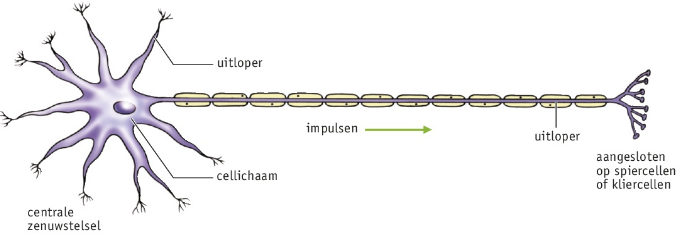 uitloper
impulsen
uitloper
cellichaam
aangesloten
op spiercellen
of kliercellen
centrale
zenuwstelsel